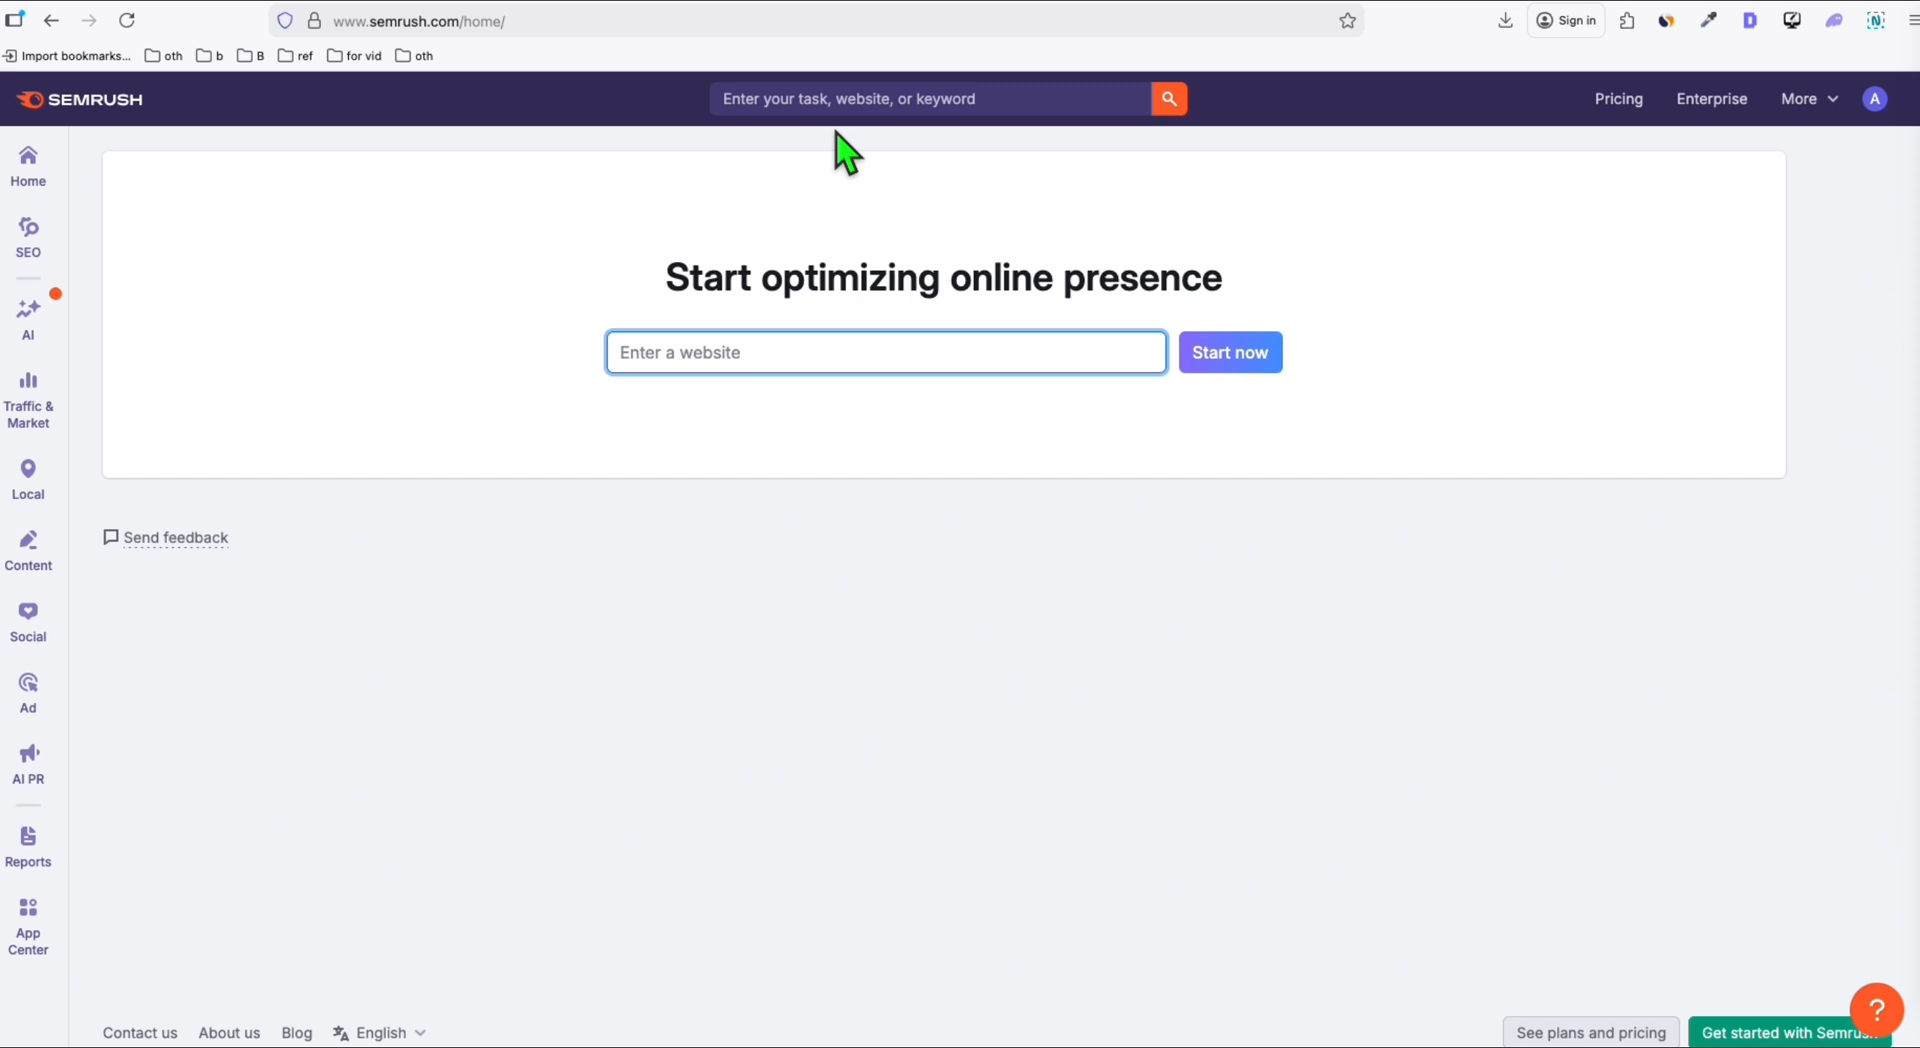 www.semrush.com/home/
Sign in
Import bookmarks...
oth
b
B
ref
for vid
oth
SEMRUSH
Enter your task, website, or keyword
Pricing
Enterprise
More
A
Home
SEO
AI
Traffic &
Market
Local
Content
Social
Ad
AI PR
Reports
App
Center
Start optimizing online presence
Enter a website
Start now
Send feedback
Contact us
About us
Blog
English
See plans and pricing
Get started with
?